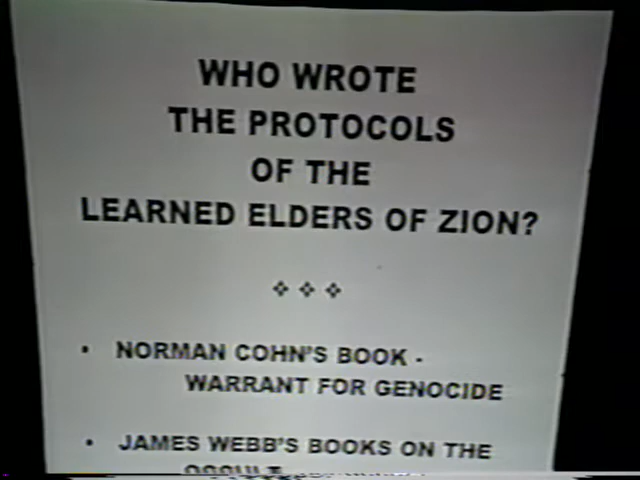 WHO WROTE
THE PROTOCOLS
OF THE
LEARNED ELDERS OF ZION?
• NORMAN COHN'S BOOK -
WARRANT FOR GENOCIDE
• JAMES WEBB'S BOOKS ON THE